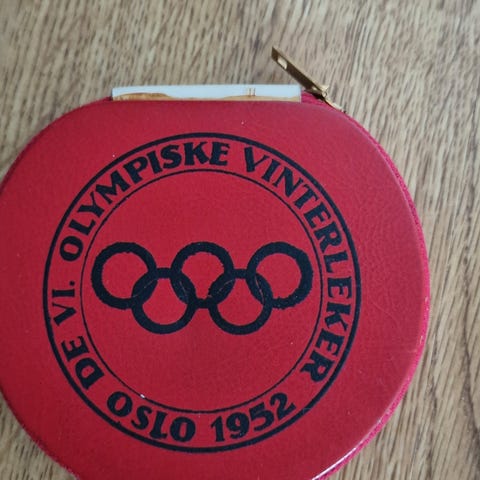 DE VI. OLYMPISKE VINTERLEKER
OSLO 1952